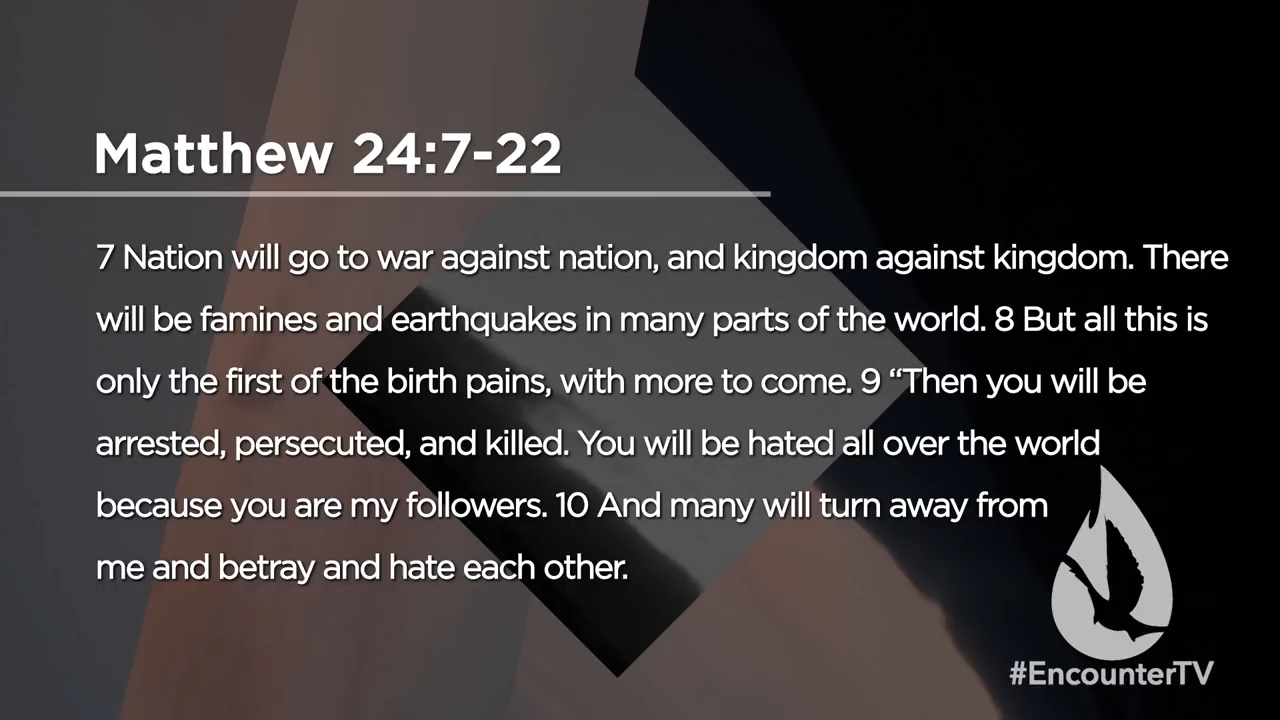 Matthew 24:7-22
7 Nation will go to war against nation, and kingdom against kingdom. There
will be famines and earthquakes in many parts of the world. 8 But all this is
only the first of the birth pains, with more to come. 9 “Then you will be
arrested, persecuted, and killed. You will be hated all over the world
because you are my followers. 10 And many will turn away from
me and betray and hate each other.
#EncounterTV